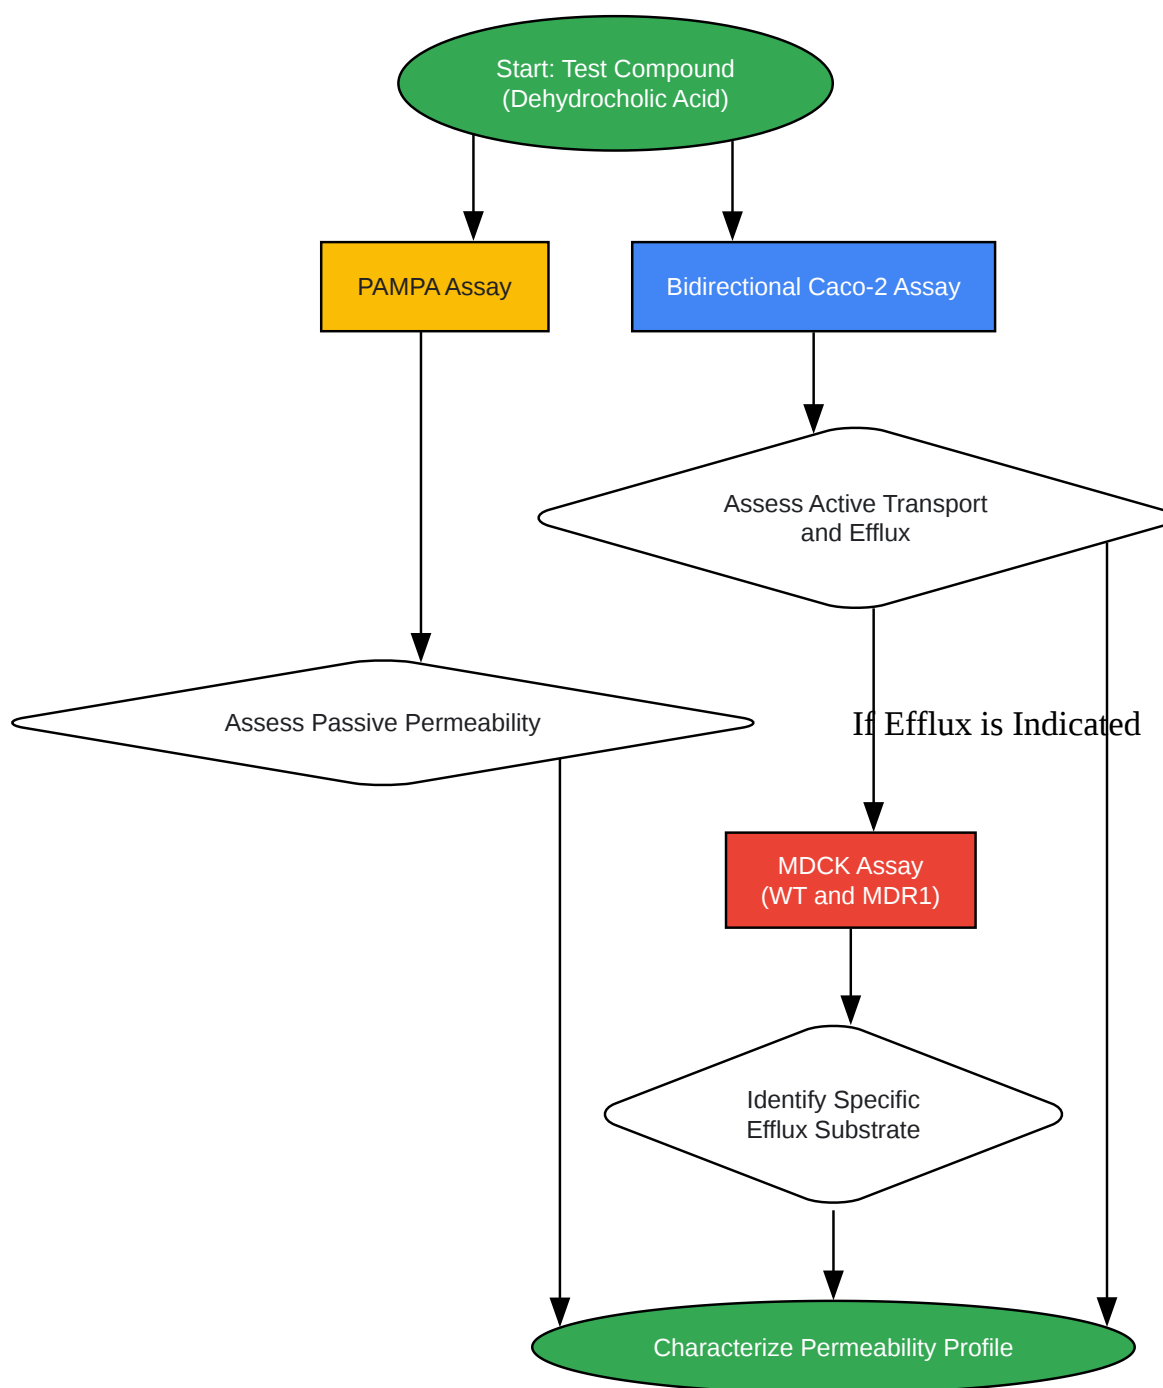 Start: Test Compound
(Dehydrocholic Acid)
PAMPA Assay
Bidirectional Caco-2 Assay
Assess Active Transport
and Efflux
Assess Passive Permeability
If Efflux is Indicated
MDCK Assay
(WT and MDR1)
Identify Specific
Efflux Substrate
Characterize Permeability Profile